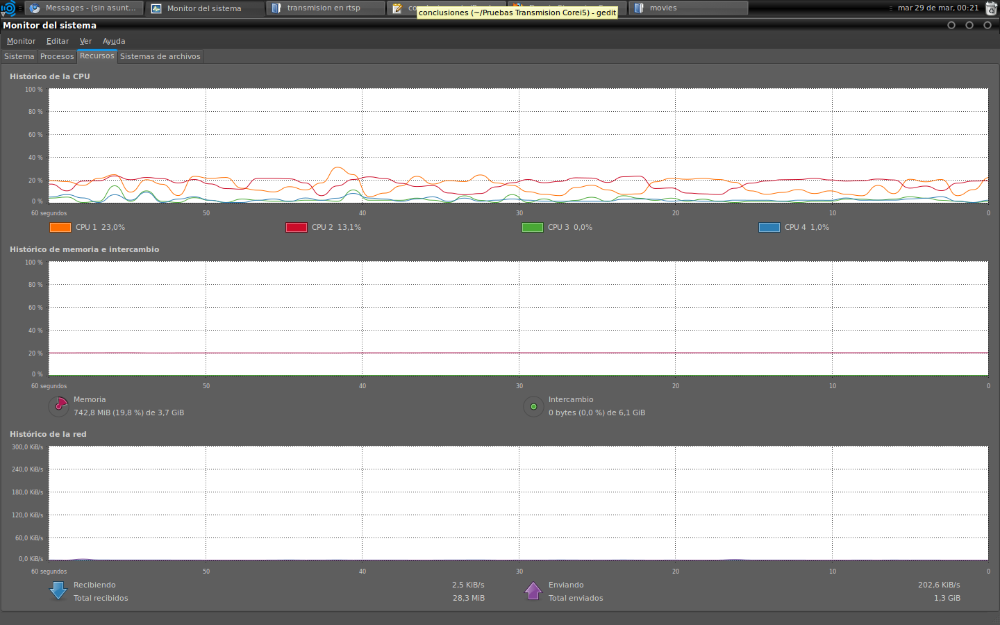 Messages - (sin asunt...
Monitor del sistema
transmision en rtsp
movies
mar 29 de mar, 00:21
conclusiones (~/Pruebas Transmision Corei5) - gedit
Monitor del sistema
Monitor Editar Ver Ayuda
Sistema Procesos Recursos Sistemas de archivos
Histórico de la CPU
100 %
80 %
60 %
40 %
20 %
0 %
60 segundos 50 40 30 20 10 0
CPU 1 23,0% CPU 2 13,1% CPU 3 0,0% CPU 4 1,0%
Histórico de memoria e intercambio
100 %
80 %
60 %
40 %
20 %
0 %
60 segundos 50 40 30 20 10 0
Memoria
742,8 MiB (19,8 %) de 3,7 GiB
Intercambio
0 bytes (0,0 %) de 6,1 GiB
Histórico de la red
300,0 KiB/s
240,0 KiB/s
180,0 KiB/s
120,0 KiB/s
60,0 KiB/s
0,0 KiB/s
60 segundos 50 40 30 20 10 0
Recibiendo 2,5 KiB/s
Total recibidos 28,3 MiB
Enviando 202,6 KiB/s
Total enviados 1,3 GiB